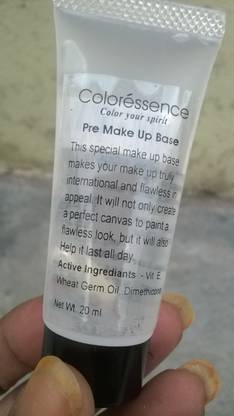 Coloréssence
Color your spirit
Pre Make Up Base
This special make up base
makes your make up truly
international and flawless in
appeal. It will not only create
a perfect canvas to paint a
flawless look, but it will also
Help it last all day.
Active Ingrediants - Vit. E,
Wheat Germ Oil, Dimethicone
Net Wt. 20 ml